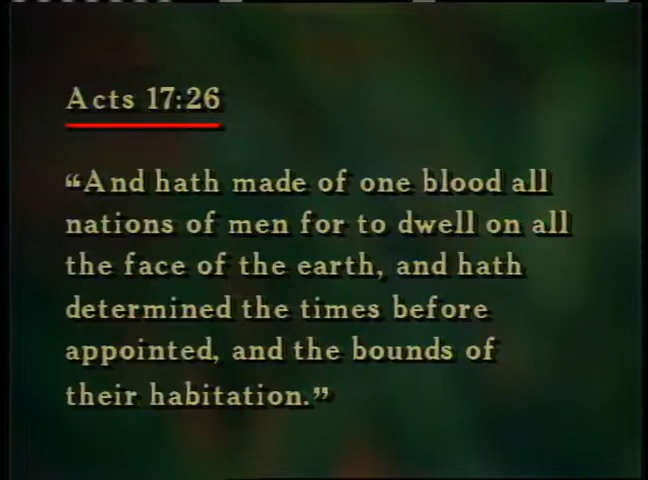 Acts 17:26
“And hath made of one blood all
nations of men for to dwell on all
the face of the earth, and hath
determined the times before
appointed, and the bounds of
their habitation.”